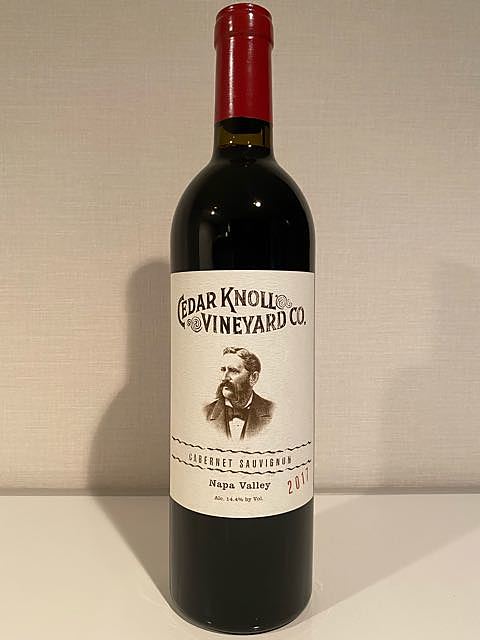 CEDAR KNOLL
VINEYARD CO.
CABERNET SAUVIGNON
Napa Valley
2017
Alc. 14.4% by Vol.